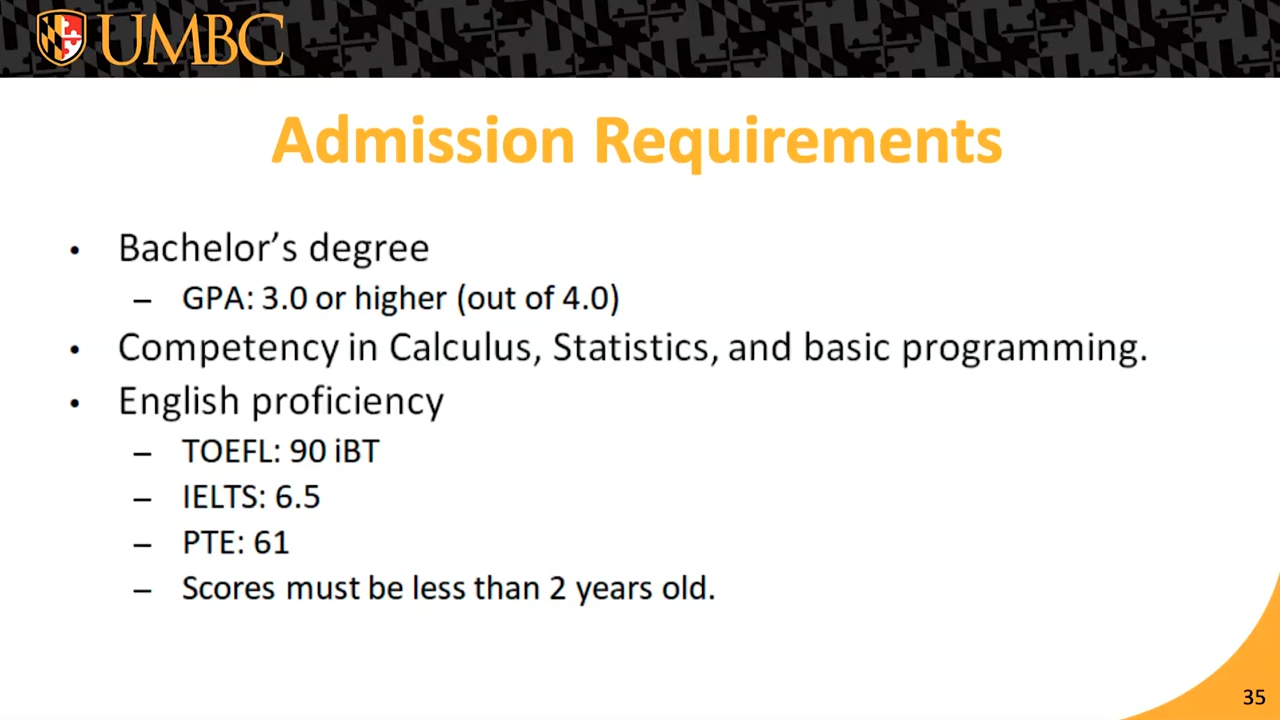 UMBC
Admission Requirements
• Bachelor’s degree
– GPA: 3.0 or higher (out of 4.0)
• Competency in Calculus, Statistics, and basic programming.
• English proficiency
– TOEFL: 90 iBT
– IELTS: 6.5
– PTE: 61
– Scores must be less than 2 years old.
35